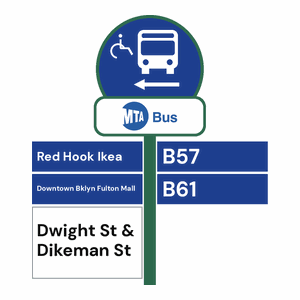 MTA Bus
Red Hook Ikea B57
Downtown Bklyn Fulton Mall B61
Dwight St &
Dikeman St